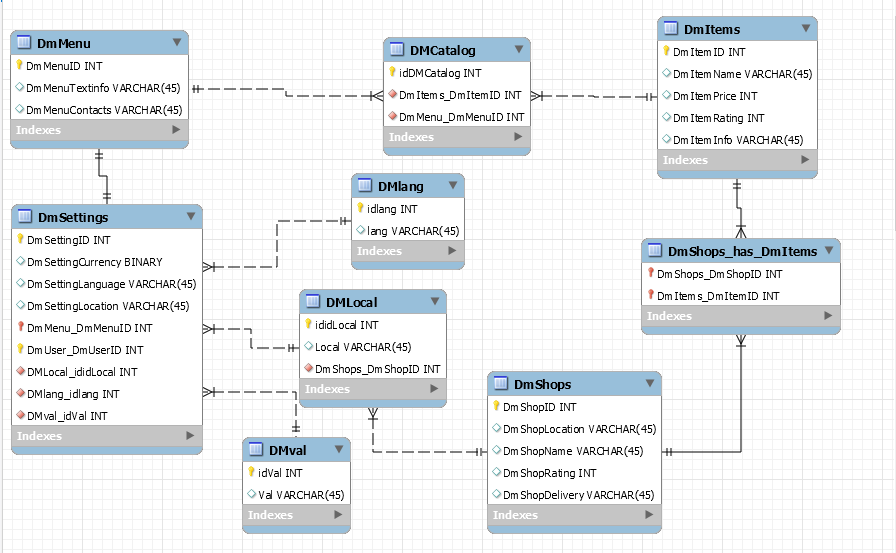 DmMenu
DmMenuID INT
DmMenuTextinfo VARCHAR(45)
DmMenuContacts VARCHAR(45)
Indexes
DMCatalog
idDMCatalog INT
DmItems_DmItemID INT
DmMenu_DmMenuID INT
Indexes
DmItems
DmItemID INT
DmItemName VARCHAR(45)
DmItemPrice INT
DmItemRating INT
DmItemInfo VARCHAR(45)
Indexes
DmSettings
DmSettingID INT
DmSettingCurrency BINARY
DmSettingLanguage VARCHAR(45)
DmSettingLocation VARCHAR(45)
DmMenu_DmMenuID INT
DmUser_DmUserID INT
DMLocal_ididLocal INT
DMlang_idlang INT
DMval_idVal INT
Indexes
DMlang
idlang INT
lang VARCHAR(45)
Indexes
DmShops_has_DmItems
DmShops_DmShopID INT
DmItems_DmItemID INT
Indexes
DMLocal
ididLocal INT
Local VARCHAR(45)
DmShops_DmShopID INT
Indexes
DmShops
DmShopID INT
DmShopLocation VARCHAR(45)
DmShopName VARCHAR(45)
DmShopRating INT
DmShopDelivery VARCHAR(45)
Indexes
DMval
idVal INT
Val VARCHAR(45)
Indexes